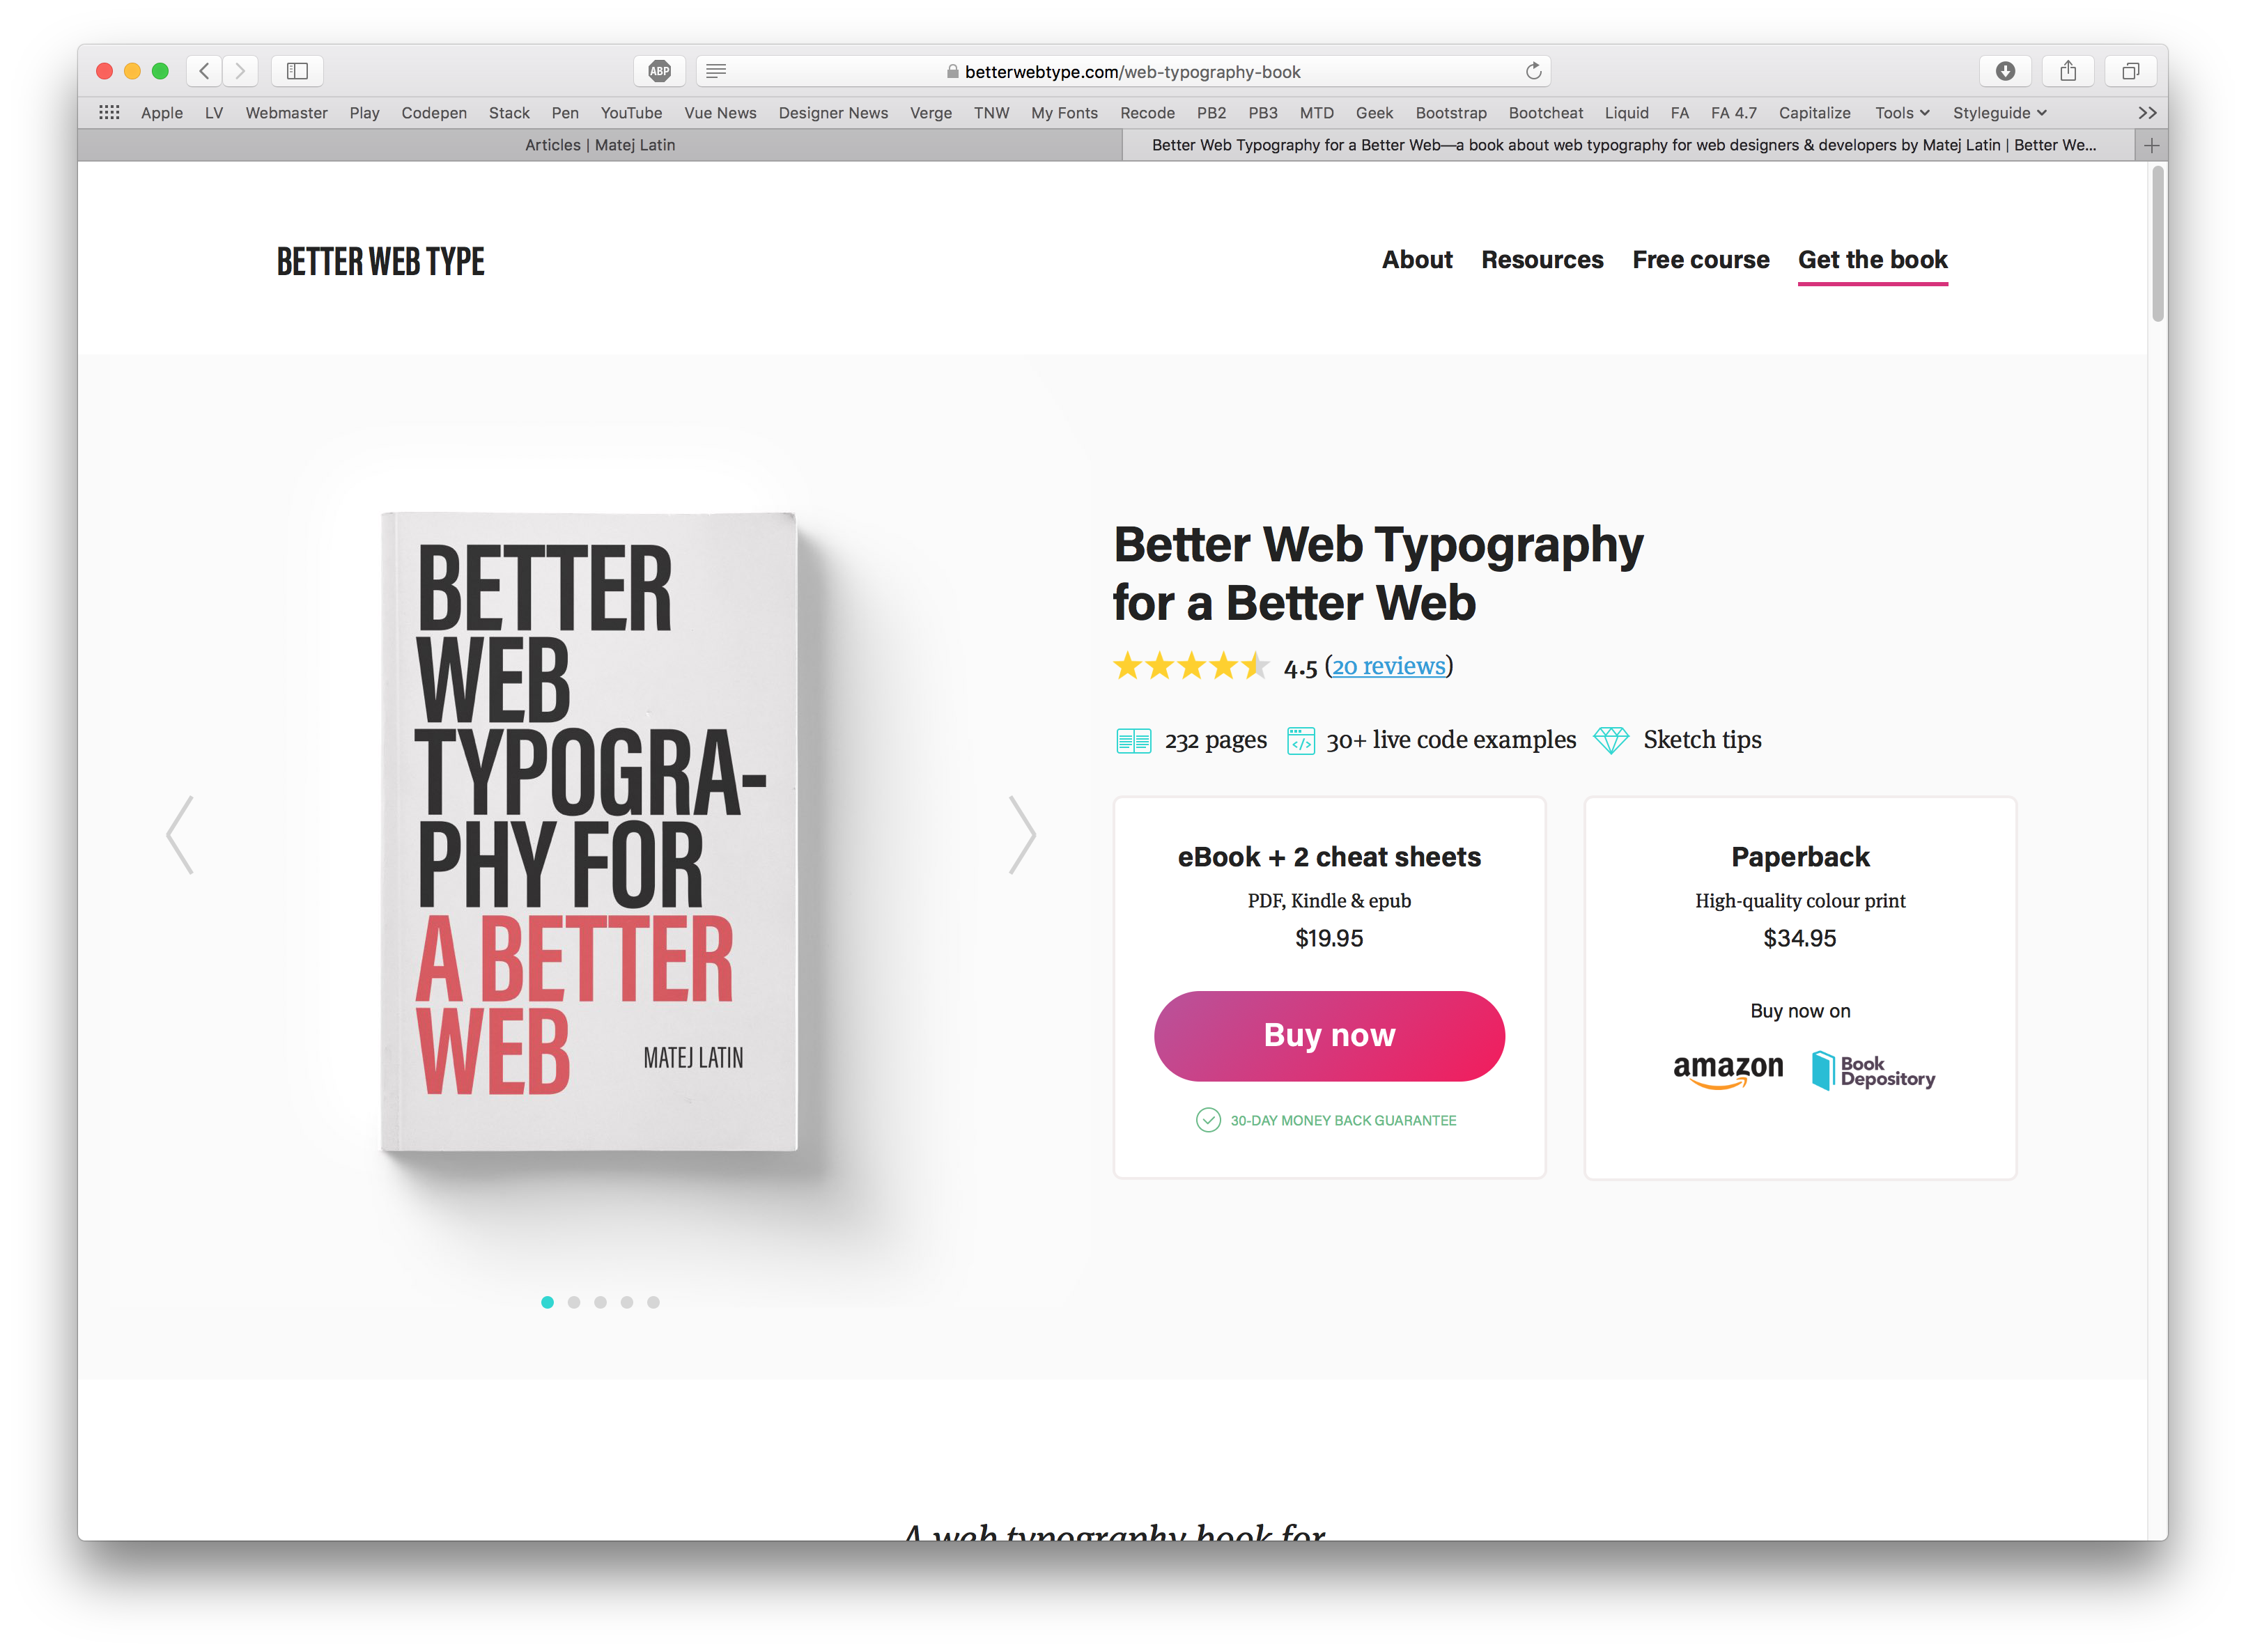 ABP
betterwebtype.com/web-typography-book
Apple LV Webmaster Play Codepen Stack Pen YouTube Vue News Designer News Verge TNW My Fonts Recode PB2 PB3 MTD Geek Bootstrap Bootcheat Liquid FA FA 4.7 Capitalize Tools Styleguide
Articles | Matej Latin
Better Web Typography for a Better Web—a book about web typography for web designers & developers by Matej Latin | Better We...
BETTER WEB TYPE
About Resources Free course Get the book
BETTER
WEB
TYPOGRA-
PHY FOR
A BETTER
WEB
MATEJ LATIN
Better Web Typography
for a Better Web
4.5 (20 reviews)
232 pages 30+ live code examples Sketch tips
eBook + 2 cheat sheets
PDF, Kindle & epub
$19.95
Buy now
30-DAY MONEY BACK GUARANTEE
Paperback
High-quality colour print
$34.95
Buy now on
amazon
Book
Depository
A web typography book for